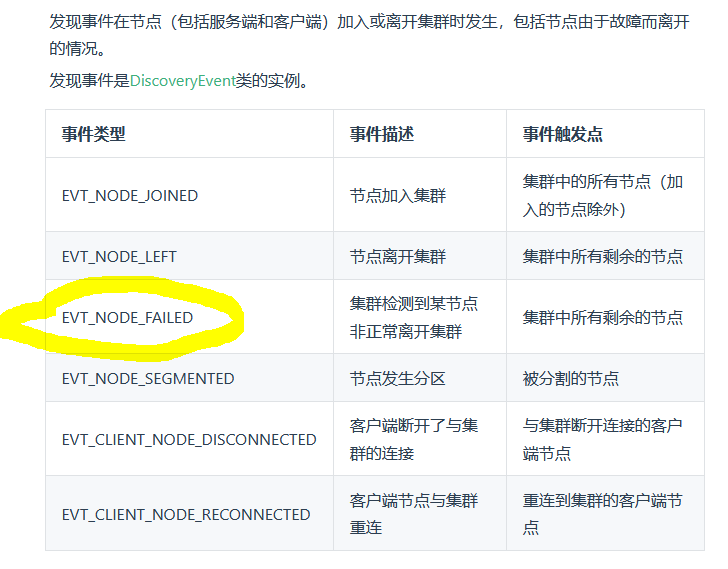 发现事件在节点（包括服务端和客户端）加入或离开集群时发生，包括节点由于故障而离开
的情况。
发现事件是DiscoveryEvent类的实例。
事件类型 事件描述 事件触发点
EVT_NODE_JOINED 节点加入集群 集群中的所有节点（加
入的节点除外）
EVT_NODE_LEFT 节点离开集群 集群中所有剩余的节点
EVT_NODE_FAILED 集群检测到某节点
非正常离开集群 集群中所有剩余的节点
EVT_NODE_SEGMENTED 节点发生分区 被分割的节点
EVT_CLIENT_NODE_DISCONNECTED 客户端断开了与集
群的连接 与集群断开连接的客户
端节点
EVT_CLIENT_NODE_RECONNECTED 客户端节点与集群
重连 重连到集群的客户端节
点